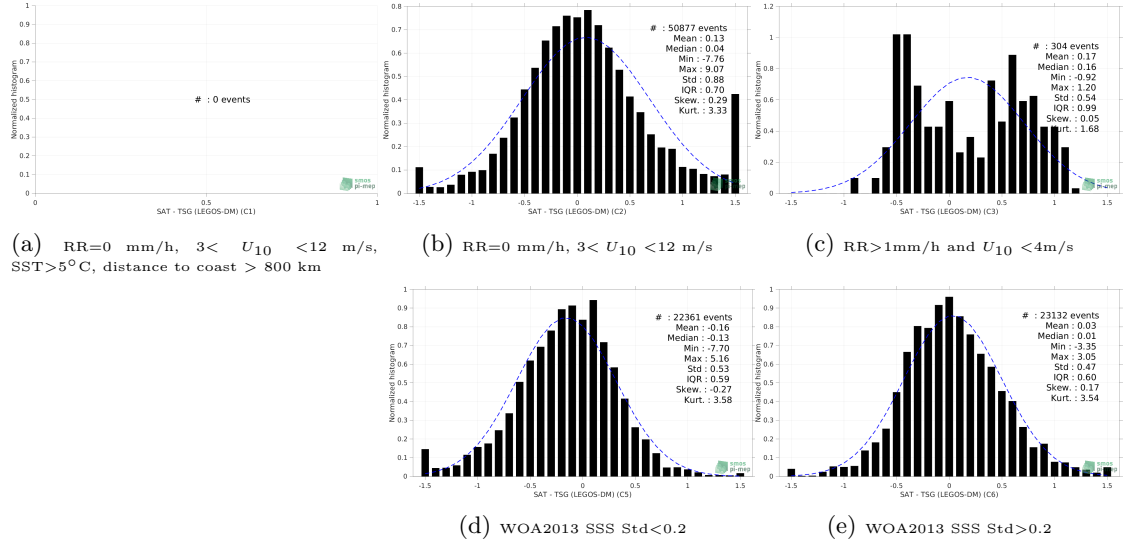 Normalized histogram
1
0.9
0.8
0.7
0.6
0.5
0.4
0.3
0.2
0.1
0
# : 0 events
smos
pi-mep
0 0.5 1
SAT - TSG (LEGOS-DM) (C1)
(a) RR=0 mm/h, 3< U10 <12 m/s,
SST>5°C, distance to coast > 800 km
Normalized histogram
0.8
0.7
0.6
0.5
0.4
0.3
0.2
0.1
0
# : 50877 events
Mean : 0.13
Median : 0.04
Min : -7.76
Max : 9.07
Std : 0.88
IQR : 0.70
Skew. : 0.29
Kurt. : 3.33
smos
pi-mep
-1.5 -1 -0.5 0 0.5 1 1.5
SAT - TSG (LEGOS-DM) (C2)
(b) RR=0 mm/h, 3< U10 <12 m/s
Normalized histogram
1.2
1
0.8
0.6
0.4
0.2
0
# : 304 events
Mean : 0.17
Median : 0.16
Min : -0.92
Max : 1.20
Std : 0.54
IQR : 0.99
Skew. : 0.05
Kurt. : 1.68
smos
pi-mep
-1.5 -1 -0.5 0 0.5 1 1.5
SAT - TSG (LEGOS-DM) (C3)
(c) RR>1mm/h and U10 <4m/s
Normalized histogram
1
0.9
0.8
0.7
0.6
0.5
0.4
0.3
0.2
0.1
0
# : 22361 events
Mean : -0.16
Median : -0.13
Min : -7.70
Max : 5.16
Std : 0.53
IQR : 0.59
Skew. : -0.27
Kurt. : 3.58
smos
pi-mep
-1.5 -1 -0.5 0 0.5 1 1.5
SAT - TSG (LEGOS-DM) (C5)
(d) WOA2013 SSS Std<0.2
Normalized histogram
1
0.9
0.8
0.7
0.6
0.5
0.4
0.3
0.2
0.1
0
# : 23132 events
Mean : 0.03
Median : 0.01
Min : -3.35
Max : 3.05
Std : 0.47
IQR : 0.60
Skew. : 0.17
Kurt. : 3.54
smos
pi-mep
-1.5 -1 -0.5 0 0.5 1 1.5
SAT - TSG (LEGOS-DM) (C6)
(e) WOA2013 SSS Std>0.2